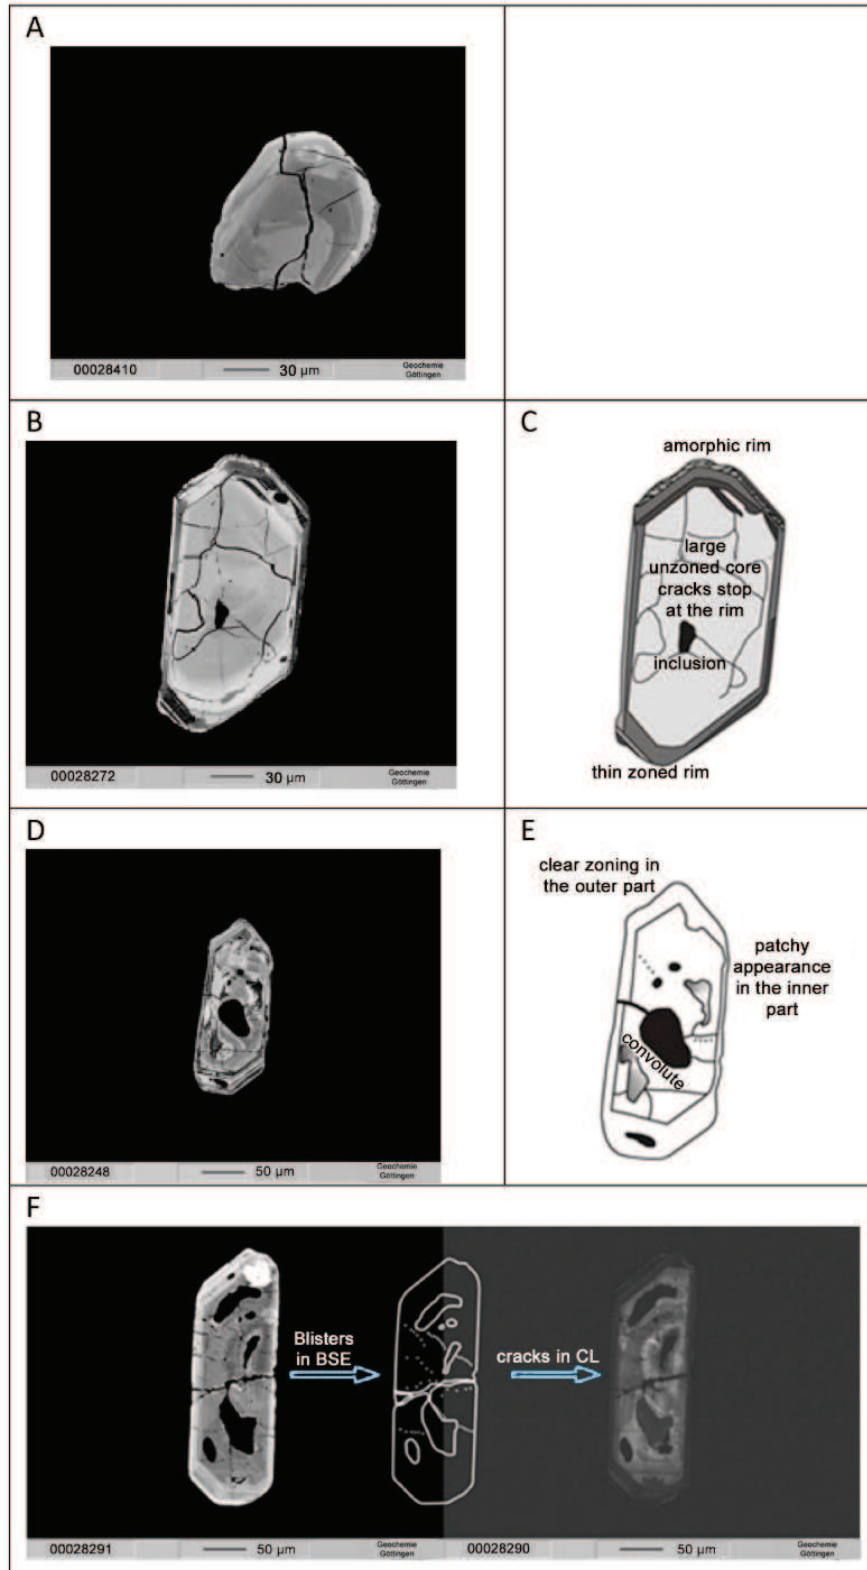 A
00028410
30 µm
Geochemie
Göttingen
B
00028272
30 µm
Geochemie
Göttingen
C
amorphic rim
large
unzoned core
cracks stop
at the rim
inclusion
thin zoned rim
D
00028248
50 µm
Geochemie
Göttingen
E
clear zoning in
the outer part
patchy
appearance
in the inner
part
convolute
F
Blisters
in BSE
cracks in CL
00028291
50 µm
Geochemie
Göttingen
00028290
50 µm
Geochemie
Göttingen